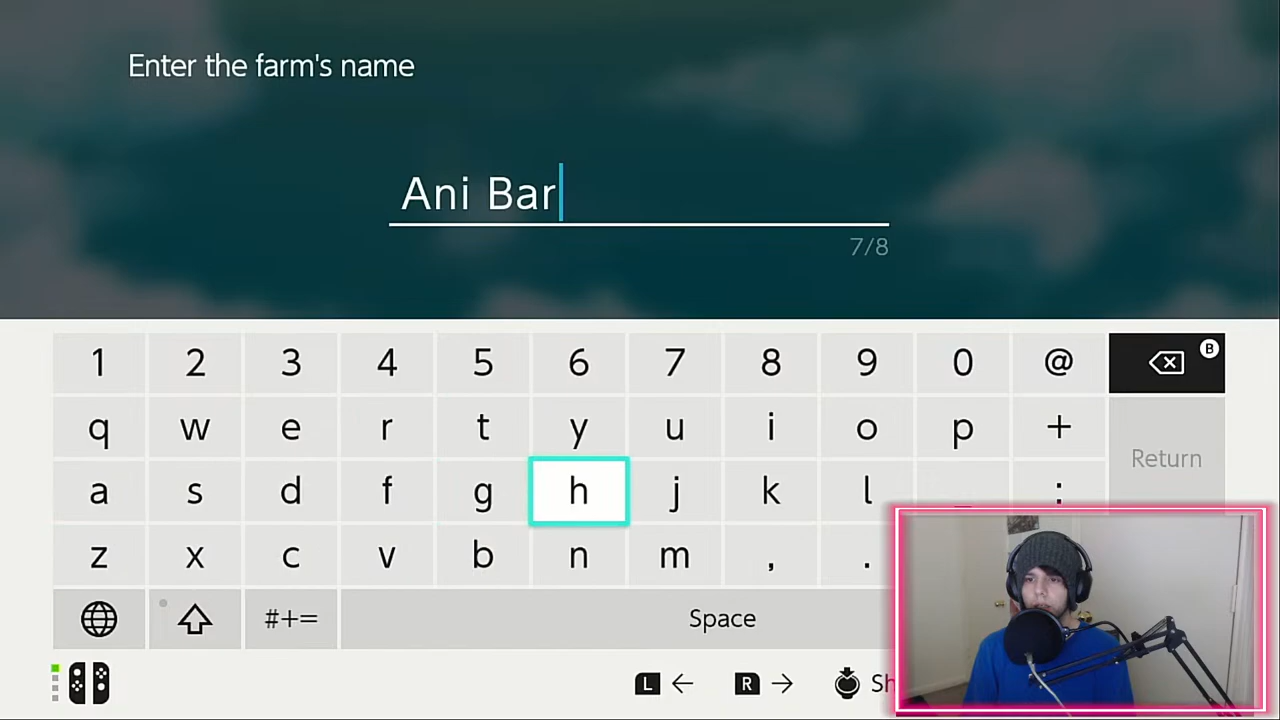 Enter the farm's name
Ani Bar
7/8
1 2 3 4 5 6 7 8 9 0 @ B
q w e r t y u i o p +
Return
a s d f g h j k l :
z x c v b n m , .
#+= Space
L ← R → Sh